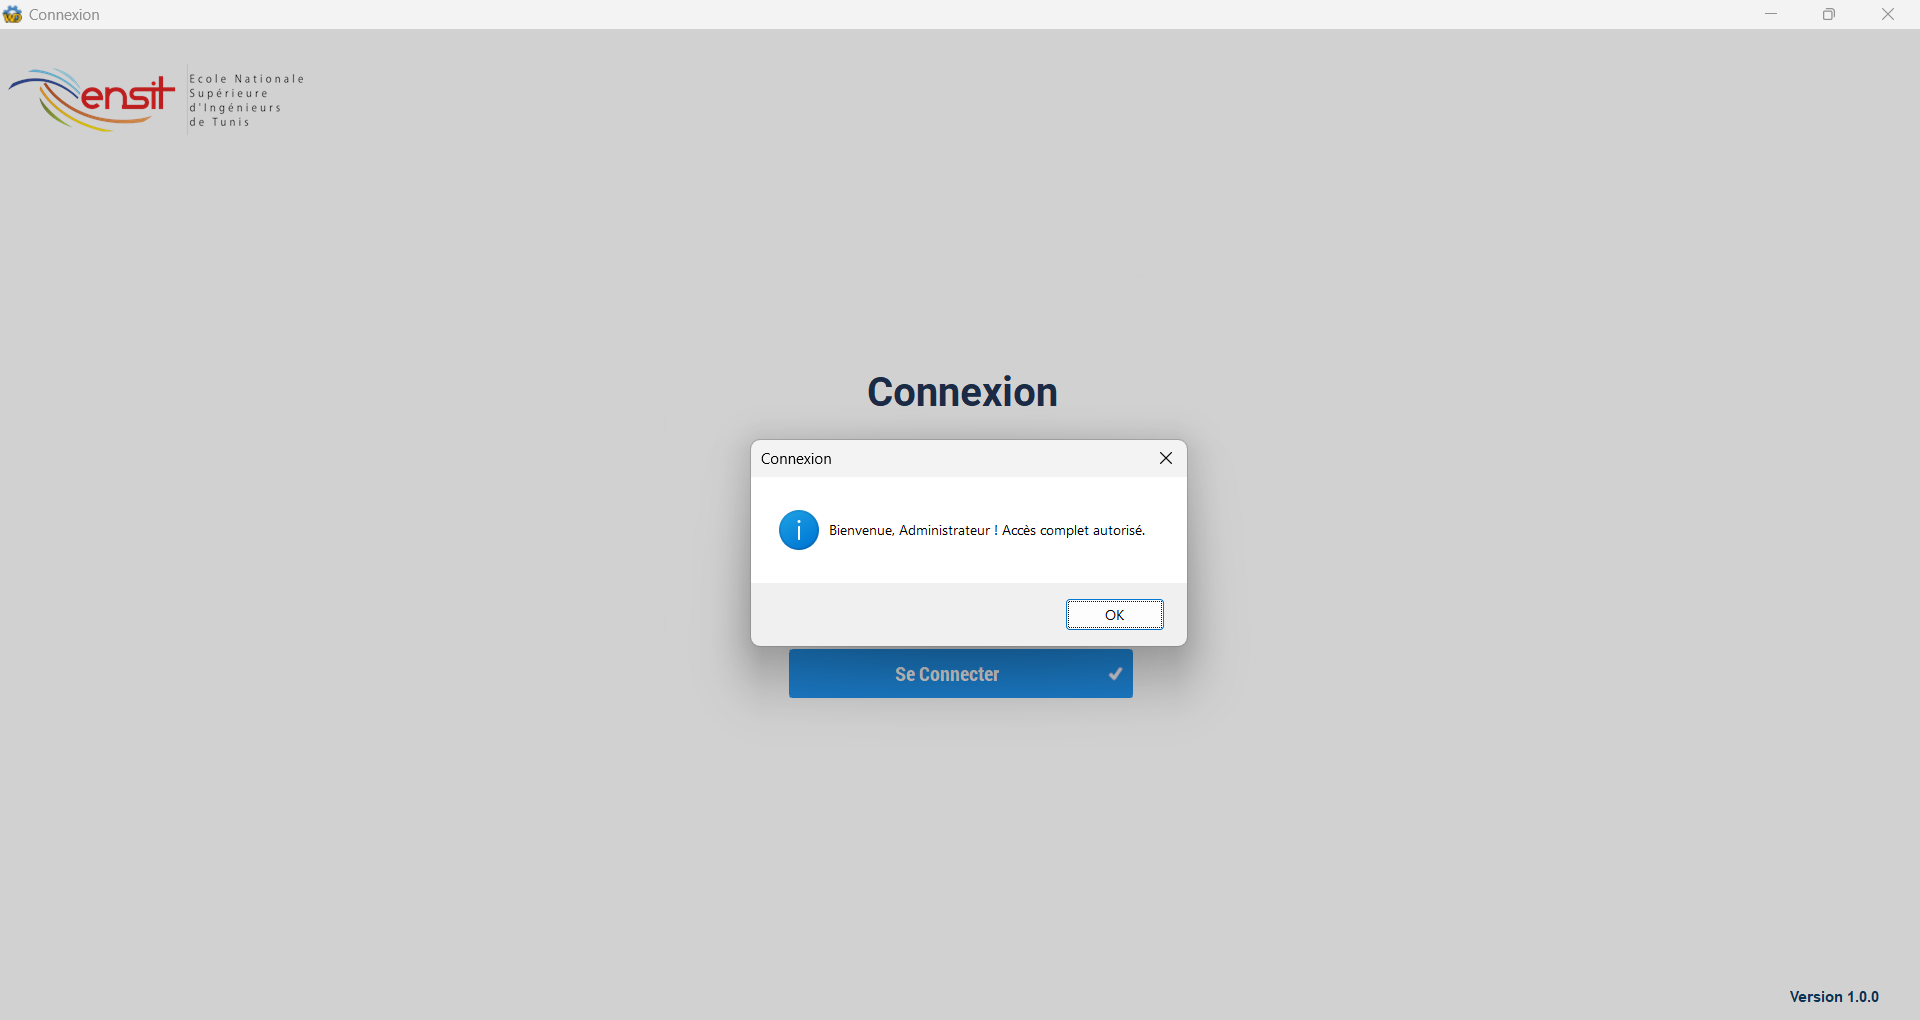 Connexion
ensit
Ecole Nationale
Supérieure
d'Ingénieurs
de Tunis
Connexion
Connexion
Bienvenue, Administrateur ! Accès complet autorisé.
OK
Se Connecter
Version 1.0.0